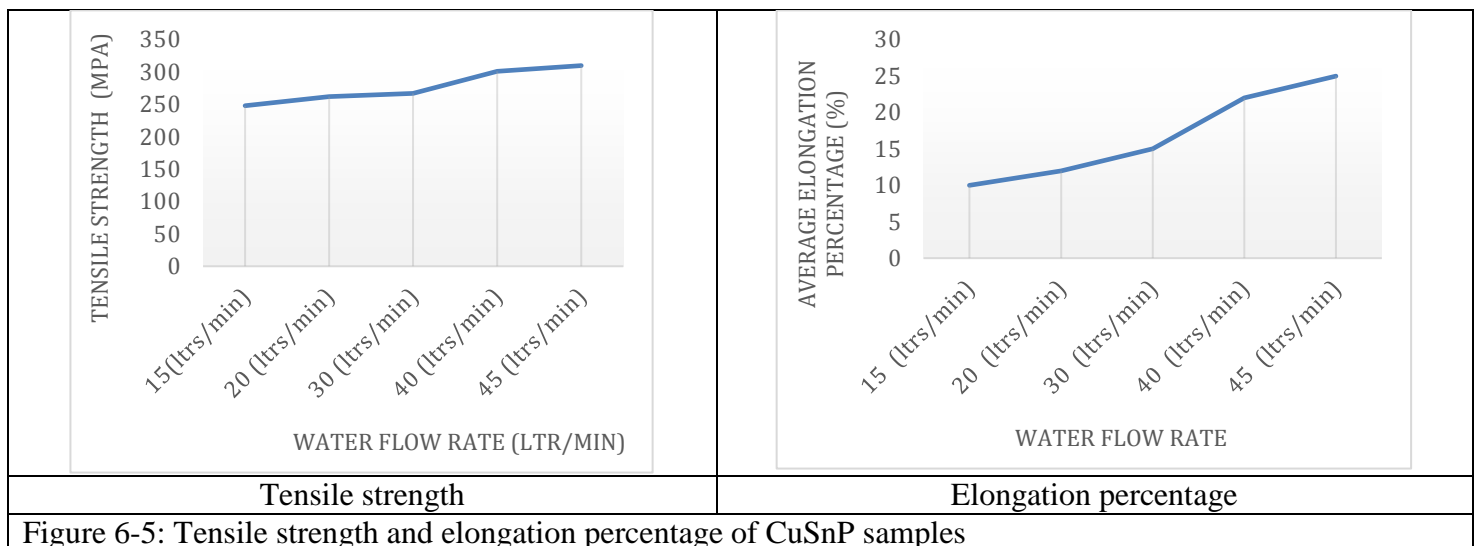 TENSILE STRENGTH (MPA)
350
300
250
200
150
100
50
0
15(ltrs/min)
20 (ltrs/min)
30 (ltrs/min)
40 (ltrs/min)
45 (ltrs/min)
WATER FLOW RATE (LTR/MIN)
AVERAGE ELONGATION
PERCENTAGE (%)
30
25
20
15
10
5
0
15 (ltrs/min)
20 (ltrs/min)
30 (ltrs/min)
40 (ltrs/min)
45 (ltrs/min)
WATER FLOW RATE
Tensile strength
Elongation percentage
Figure 6-5: Tensile strength and elongation percentage of CuSnP samples